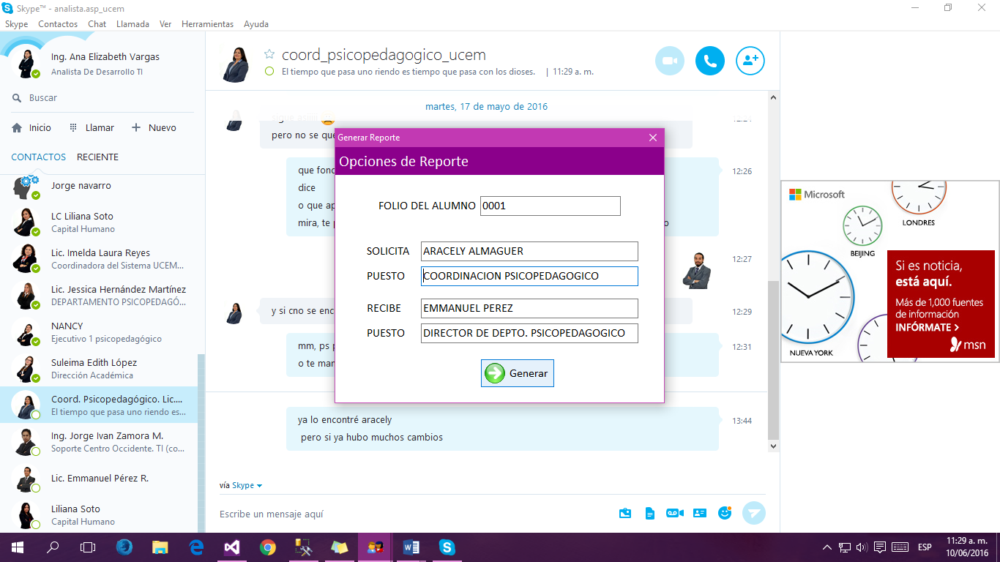 Skype™ - analista.asp_ucem
Skype Contactos Chat Llamada Ver Herramientas Ayuda
Ing. Ana Elizabeth Vargas
Analista De Desarrollo TI
Buscar
Inicio Llamar Nuevo
CONTACTOS RECIENTE
Jorge navarro
LC Liliana Soto
Capital Humano
Lic. Imelda Laura Reyes
Coordinadora del Sistema UCEM...
Lic. Jessica Hernández Martínez
DEPARTAMENTO PSICOPEDAGÓ...
NANCY
Ejecutivo 1 psicopedagógico
Suleima Edith López
Dirección Académica
Coord. Psicopedagógico. Lic....
El tiempo que pasa uno riendo es...
Ing. Jorge Ivan Zamora M.
Soporte Centro Occidente. TI (co...
Lic. Emmanuel Pérez R.
Liliana Soto
Capital Humano
coord_psicopedagogico_ucem
El tiempo que pasa uno riendo es tiempo que pasa con los dioses. | 11:29 a. m.
martes, 17 de mayo de 2016
pero no se que
que fond
12:26
dice
o que ap
mira, te p o
12:27
y si cno se enc
12:29
mm, ps p
12:31
o te man
ya lo encontré aracely
13:44
pero si ya hubo muchos cambios
vía Skype
Escribe un mensaje aquí
Generar Reporte
Opciones de Reporte
FOLIO DEL ALUMNO 0001
SOLICITA ARACELY ALMAGUER
PUESTO COORDINACION PSICOPEDAGOGICO
RECIBE EMMANUEL PEREZ
PUESTO DIRECTOR DE DEPTO. PSICOPEDAGOGICO
Generar
Microsoft
LONDRES
BEIJING
NUEVA YORK
Si es noticia,
está aquí.
Más de 1,000 fuentes
de información
INFÓRMATE >
msn
ESP
11:29 a. m.
10/06/2016